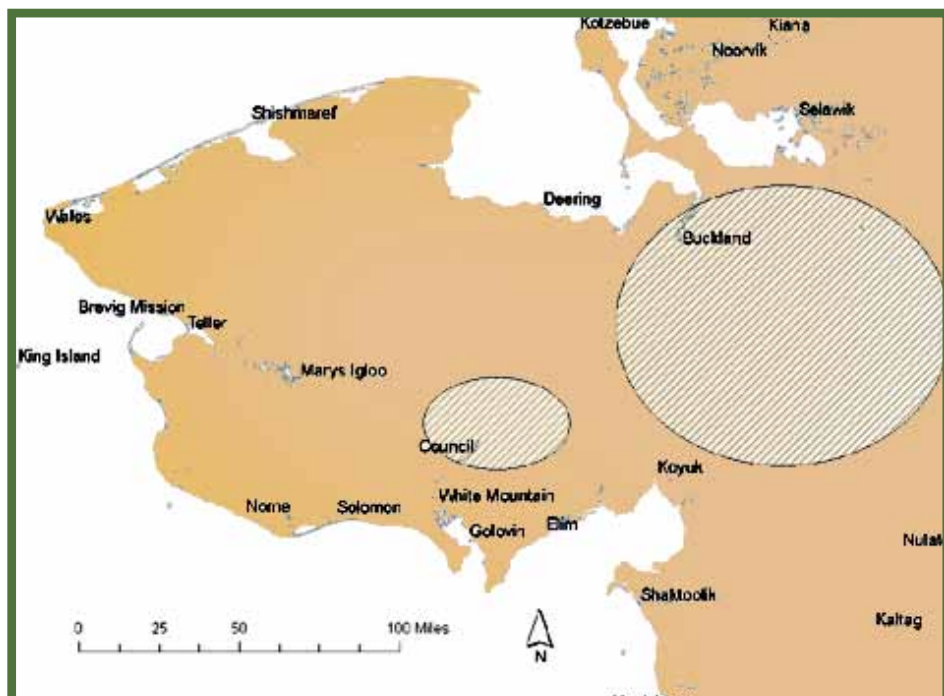 Kotzebue
Kiana
Noorvik
Shishmaref
Selawik
Deering
Wales
Buckland
Brevig Mission
Teller
King Island
Marys Igloo
Council
Koyuk
White Mountain
Nome
Solomon
Golovin
Elim
Shaktoolik
Kaltag
0 25 50 100 Miles
N